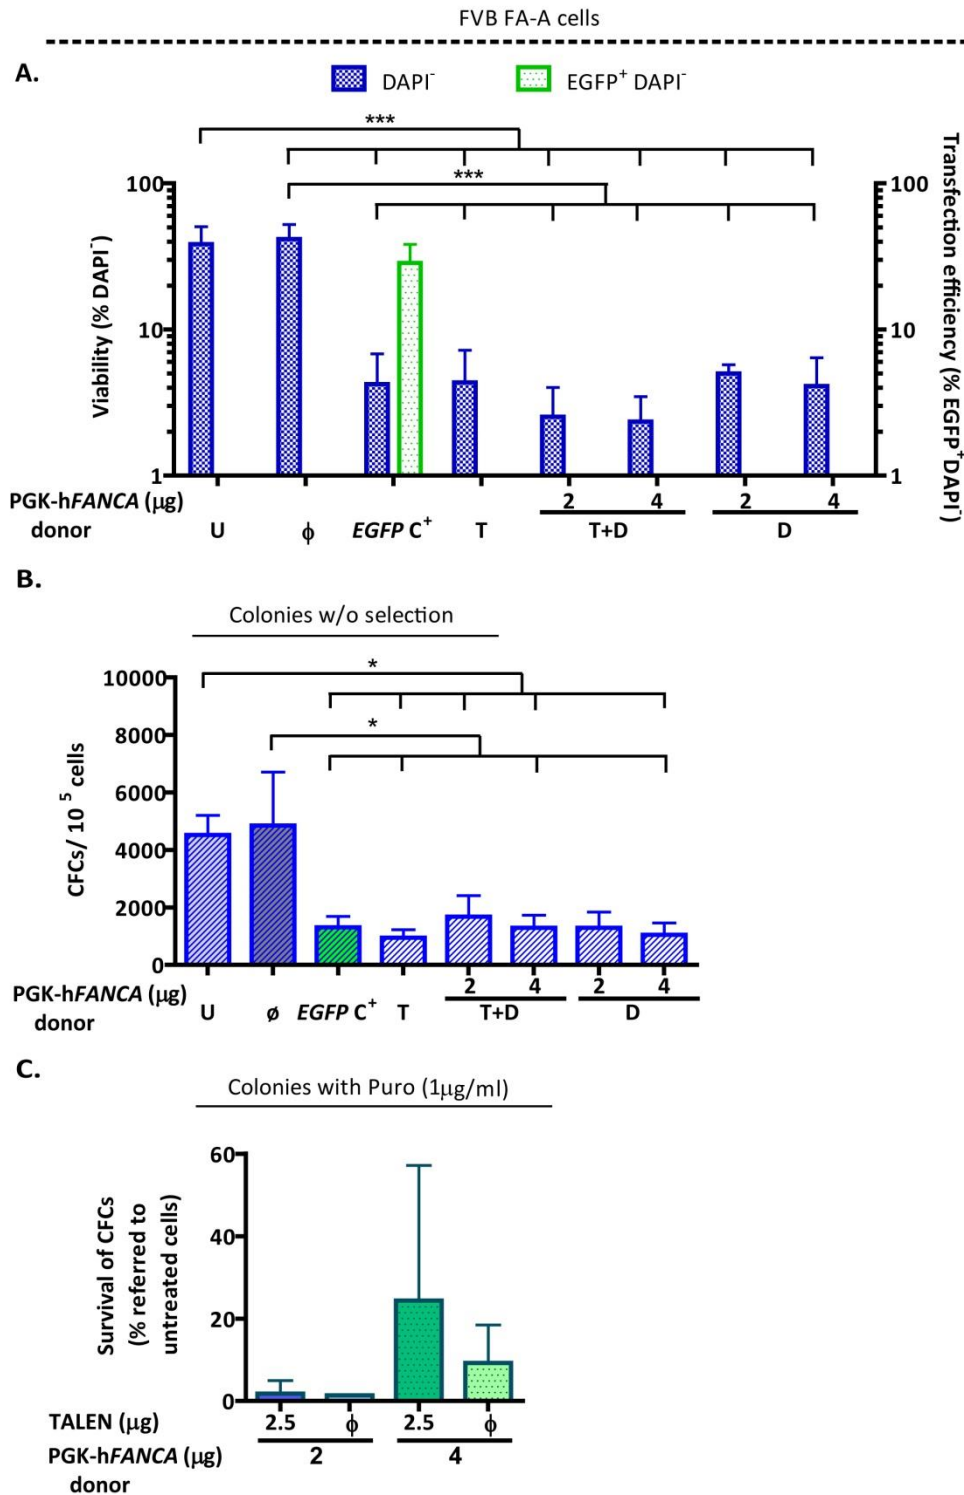 FVB FA-A cells
A.
DAPI⁻
EGFP⁺ DAPI⁻
***
***
100
10
1
Viability (% DAPI⁻)
100
10
1
Transfection efficiency (% EGFP⁺DAPI⁻)
2 4 2 4
PGK-hFANCA (µg)
donor
U ϕ EGFP C⁺ T T+D D
B.
Colonies w/o selection
*
*
10000
8000
6000
4000
2000
0
CFCs/ 10 ⁵ cells
2 4 2 4
PGK-hFANCA (µg)
donor
U ø EGFP C⁺ T T+D D
C.
Colonies with Puro (1µg/ml)
60
40
20
0
Survival of CFCs
(% referred to
untreated cells)
TALEN (µg) 2.5 ϕ 2.5 ϕ
PGK-hFANCA (µg) 2 4
donor